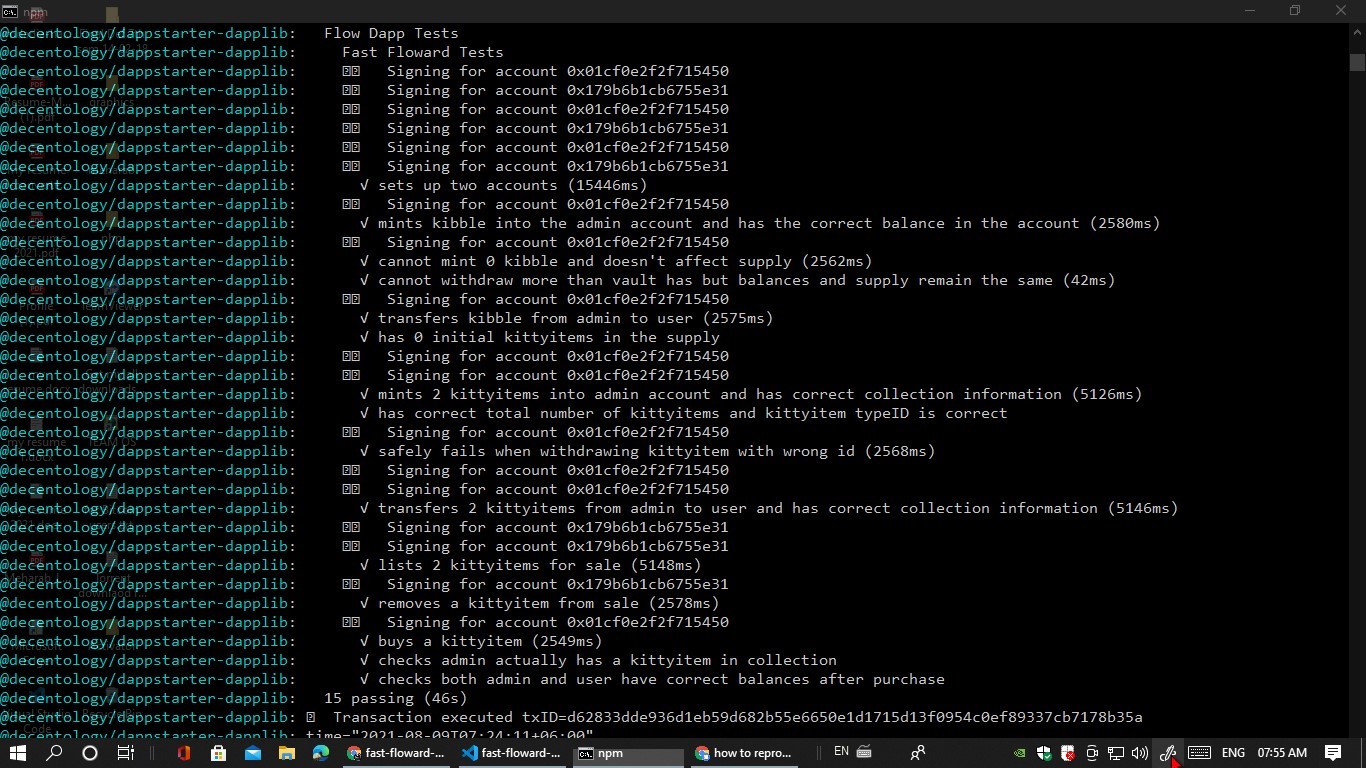 npm
@decentology/dappstarter-dapplib: Flow Dapp Tests
@decentology/dappstarter-dapplib: Fast Floward Tests
@decentology/dappstarter-dapplib: Signing for account 0x01cf0e2f2f715450
@decentology/dappstarter-dapplib: Signing for account 0x179b6b1cb6755e31
@decentology/dappstarter-dapplib: Signing for account 0x01cf0e2f2f715450
@decentology/dappstarter-dapplib: Signing for account 0x179b6b1cb6755e31
@decentology/dappstarter-dapplib: Signing for account 0x01cf0e2f2f715450
@decentology/dappstarter-dapplib: Signing for account 0x179b6b1cb6755e31
@decentology/dappstarter-dapplib: √ sets up two accounts (15446ms)
@decentology/dappstarter-dapplib: Signing for account 0x01cf0e2f2f715450
@decentology/dappstarter-dapplib: √ mints kibble into the admin account and has the correct balance in the account (2580ms)
@decentology/dappstarter-dapplib: Signing for account 0x01cf0e2f2f715450
@decentology/dappstarter-dapplib: √ cannot mint 0 kibble and doesn't affect supply (2562ms)
@decentology/dappstarter-dapplib: √ cannot withdraw more than vault has but balances and supply remain the same (42ms)
@decentology/dappstarter-dapplib: Signing for account 0x01cf0e2f2f715450
@decentology/dappstarter-dapplib: √ transfers kibble from admin to user (2575ms)
@decentology/dappstarter-dapplib: √ has 0 initial kittyitems in the supply
@decentology/dappstarter-dapplib: Signing for account 0x01cf0e2f2f715450
@decentology/dappstarter-dapplib: Signing for account 0x01cf0e2f2f715450
@decentology/dappstarter-dapplib: √ mints 2 kittyitems into admin account and has correct collection information (5126ms)
@decentology/dappstarter-dapplib: √ has correct total number of kittyitems and kittyitem typeID is correct
@decentology/dappstarter-dapplib: Signing for account 0x01cf0e2f2f715450
@decentology/dappstarter-dapplib: √ safely fails when withdrawing kittyitem with wrong id (2568ms)
@decentology/dappstarter-dapplib: Signing for account 0x01cf0e2f2f715450
@decentology/dappstarter-dapplib: Signing for account 0x01cf0e2f2f715450
@decentology/dappstarter-dapplib: √ transfers 2 kittyitems from admin to user and has correct collection information (5146ms)
@decentology/dappstarter-dapplib: Signing for account 0x179b6b1cb6755e31
@decentology/dappstarter-dapplib: Signing for account 0x179b6b1cb6755e31
@decentology/dappstarter-dapplib: √ lists 2 kittyitems for sale (5148ms)
@decentology/dappstarter-dapplib: Signing for account 0x179b6b1cb6755e31
@decentology/dappstarter-dapplib: √ removes a kittyitem from sale (2578ms)
@decentology/dappstarter-dapplib: Signing for account 0x01cf0e2f2f715450
@decentology/dappstarter-dapplib: √ buys a kittyitem (2549ms)
@decentology/dappstarter-dapplib: √ checks admin actually has a kittyitem in collection
@decentology/dappstarter-dapplib: √ checks both admin and user have correct balances after purchase
@decentology/dappstarter-dapplib: 15 passing (46s)
@decentology/dappstarter-dapplib: Transaction executed txID=d62833dde936d1eb59d682b55e6650e1d1715d13f0954c0ef89337cb7178b35a
time="2021-08-09T07:24:11+06:00"
fast-floward-... fast-floward-... npm how to repro... EN ENG 07:55 AM